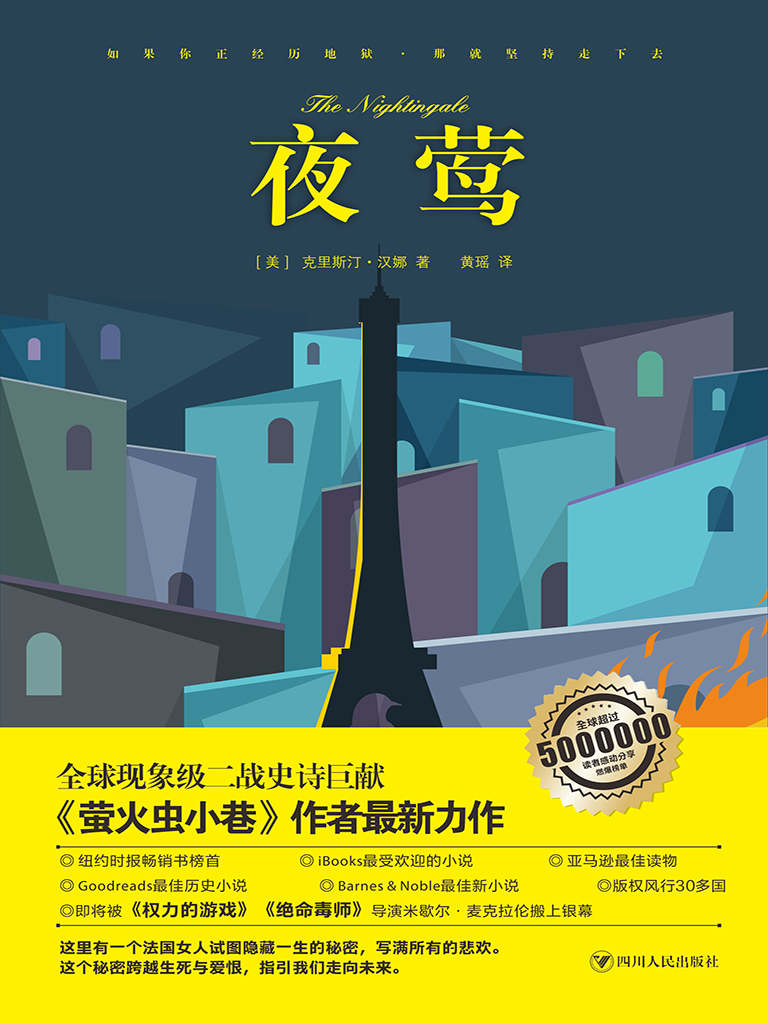 如果你正经历地狱·那就坚持走下去
The Nightingale
夜莺
[美] 克里斯汀·汉娜 著 黄瑶 译
全球超过
5000000
读者感动分享
燃爆榜单
全球现象级二战史诗巨献
《萤火虫小巷》作者最新力作
◎纽约时报畅销书榜首 ◎iBooks最受欢迎的小说 ◎亚马逊最佳读物
◎Goodreads最佳历史小说 ◎Barnes & Noble最佳新小说 ◎版权风行30多国
◎即将被《权力的游戏》《绝命毒师》导演米歇尔·麦克拉伦搬上银幕
这里有一个法国女人试图隐藏一生的秘密，写满所有的悲欢。
这个秘密跨越生死与爱恨，指引我们走向未来。
四川人民出版社